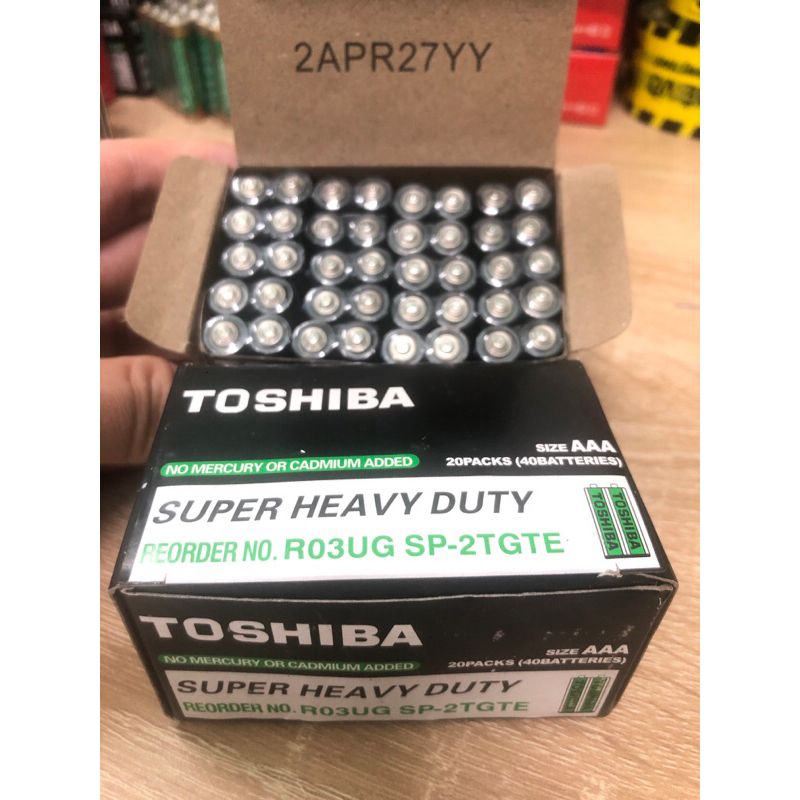 2APR27YY
TOSHIBA
SIZE AAA
NO MERCURY OR CADMIUM ADDED
20PACKS (40BATTERIES)
SUPER HEAVY DUTY
REORDER NO. R03UG SP-2TGTE
TOSHIBA
TOSHIBA
TOSHIBA
SIZE AAA
NO MERCURY OR CADMIUM ADDED
20PACKS (40BATTERIES)
SUPER HEAVY DUTY
REORDER NO. R03UG SP-2TGTE